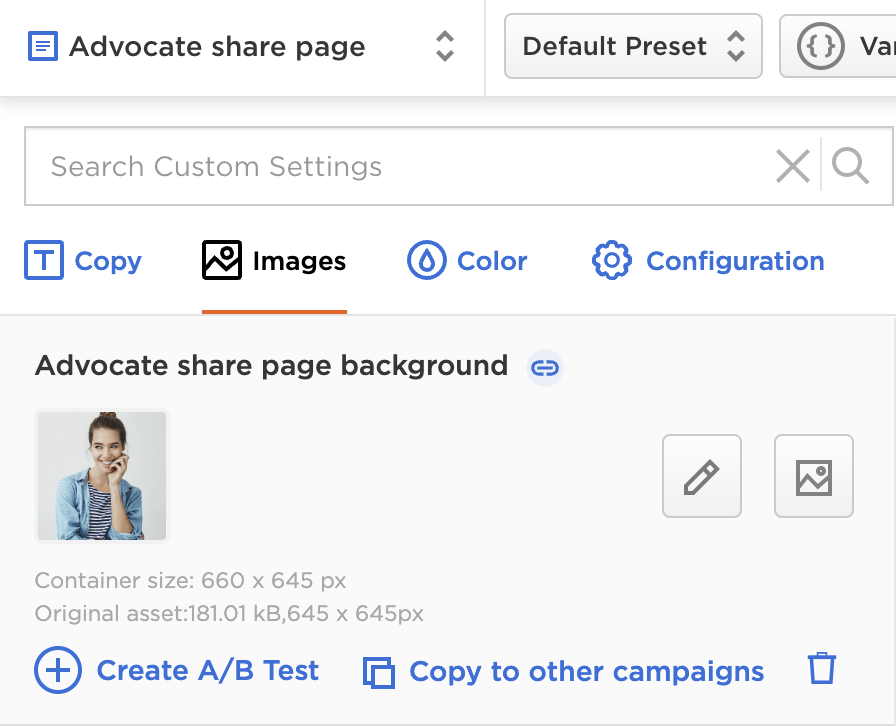 Advocate share page
Default Preset
Search Custom Settings
T Copy
Images
Color
Configuration
Advocate share page background
Container size: 660 x 645 px
Original asset:181.01 kB,645 x 645px
Create A/B Test
Copy to other campaigns